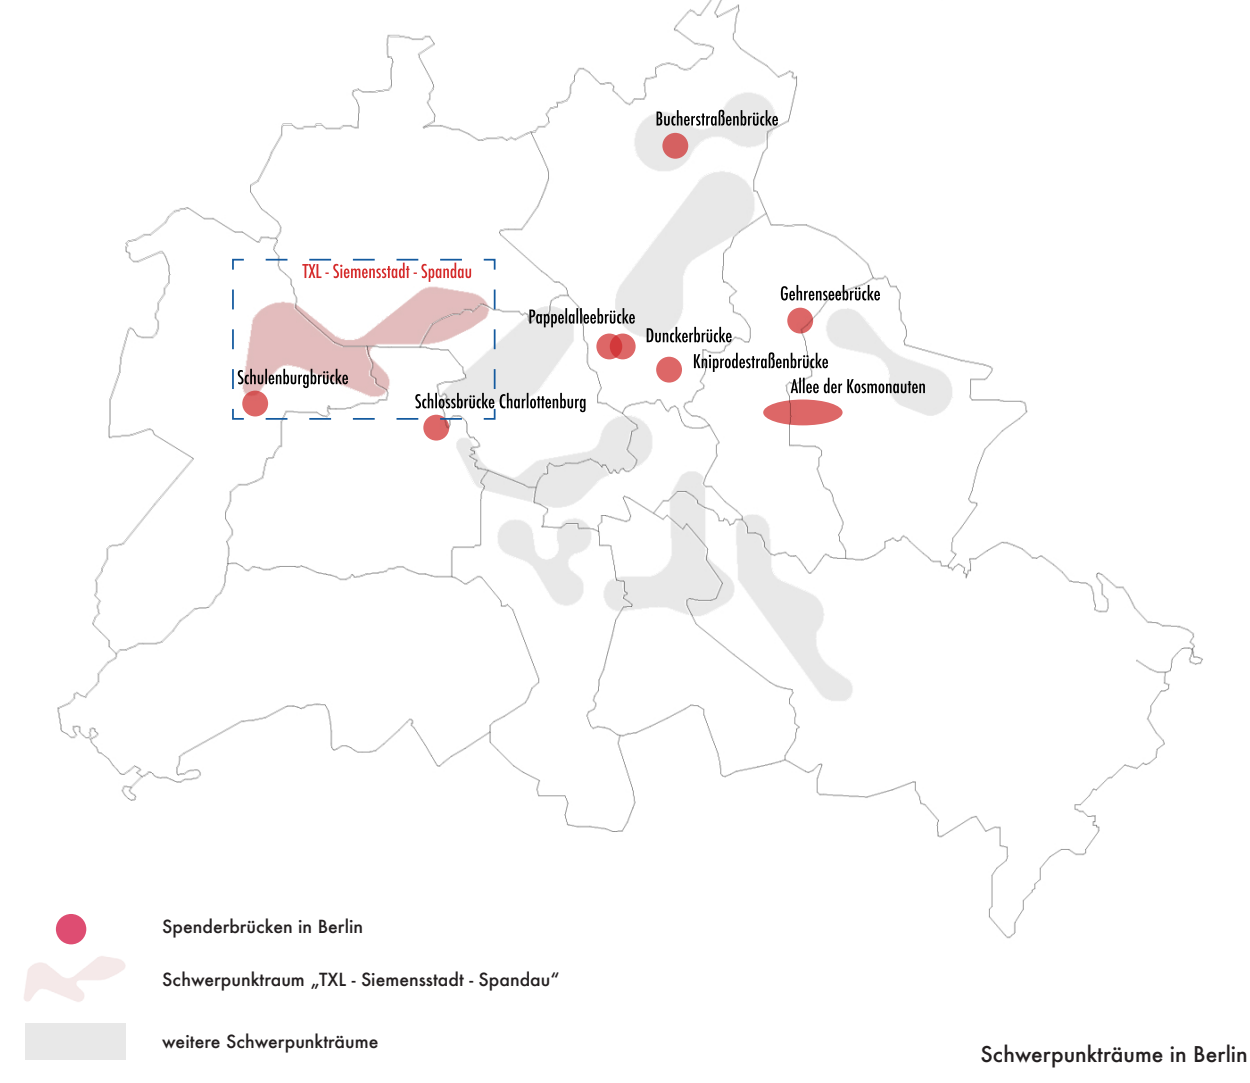 Bucherstraßenbrücke
TXL - Siemensstadt - Spandau
Gehrenseebrücke
Pappelalleebrücke
Dunckerbrücke
Kniprodestraßenbrücke
Schulenburgbrücke
Allee der Kosmonauten
Schlossbrücke Charlottenburg
Spenderbrücken in Berlin
Schwerpunktraum „TXL - Siemensstadt - Spandau“
weitere Schwerpunkträume
Schwerpunkträume in Berlin